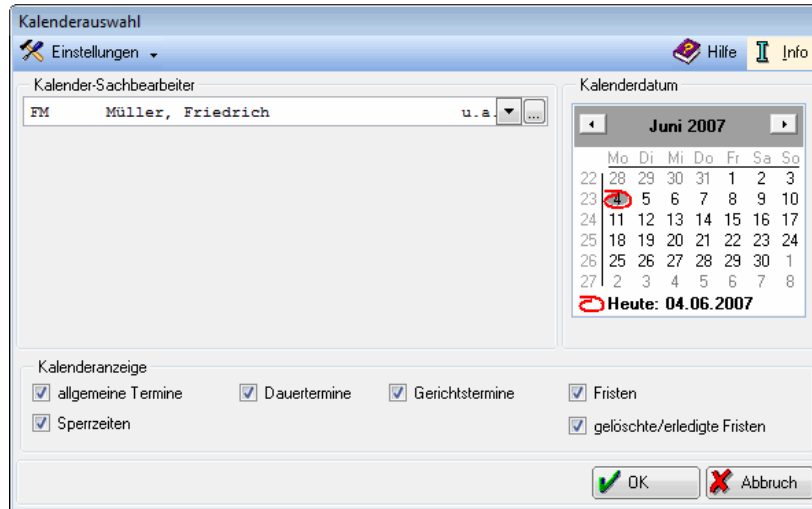 Kalenderauswahl
Einstellungen Hilfe Info
Kalender-Sachbearbeiter
FM Müller, Friedrich u.a.
...
Kalenderdatum
Juni 2007
Mo Di Mi Do Fr Sa So
22 28 29 30 31 1 2 3
23 4 5 6 7 8 9 10
24 11 12 13 14 15 16 17
25 18 19 20 21 22 23 24
26 25 26 27 28 29 30 1
27 2 3 4 5 6 7 8
Heute: 04.06.2007
Kalenderanzeige
allgemeine Termine Dauertermine Gerichtstermine Fristen
Sperrzeiten gelöschte/erledigte Fristen
OK Abbruch